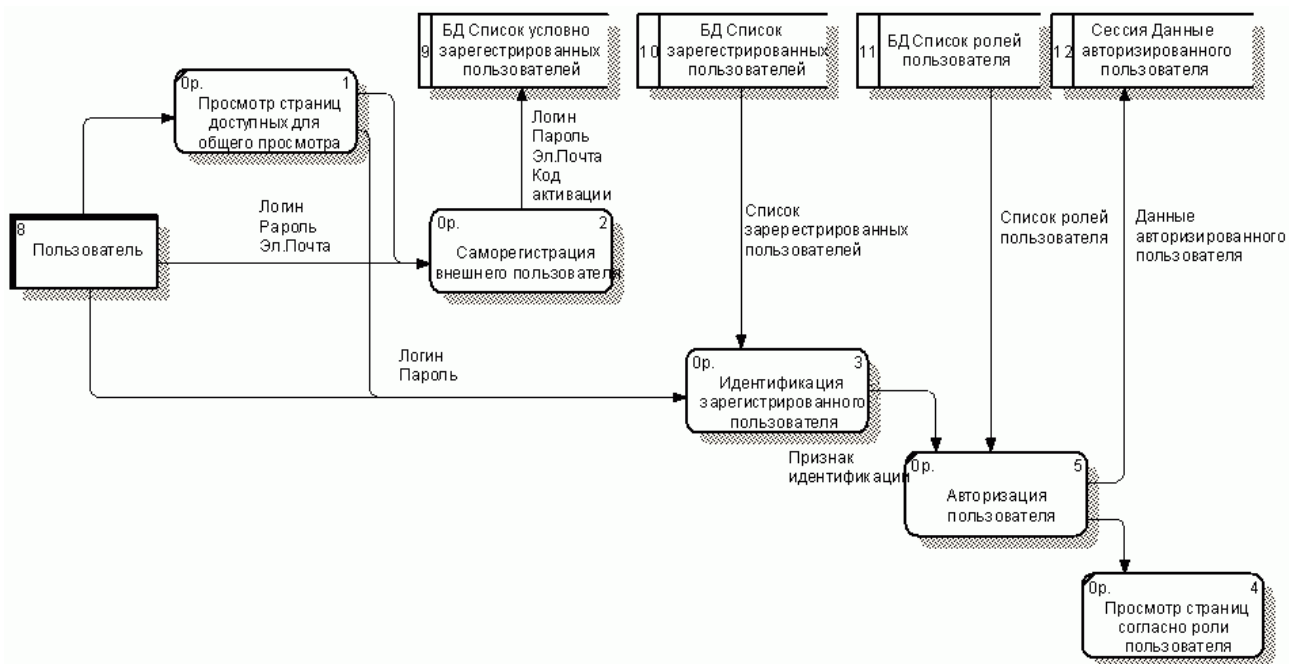 9
БД Список условно
зарегестрированных
пользователей
10
БД Список
зарегестрированных
пользователей
11
БД Список ролей
пользователя
12
Сессия Данные
авторизированного
пользователя
0р.
1
Просмотр страниц
доступных для
общего просмотра
Логин
Пароль
Эл.Почта
Код
активации
8
Пользователь
Логин
Рароль
Эл.Почта
0р.
2
Саморегистрация
внешнего пользователя
Список
заререстрированных
пользователей
Список ролей
пользователя
Данные
авторизированного
пользователя
Логин
Пароль
0р.
3
Идентификация
зарегистрированного
пользователя
Признак
идентификации
0р.
5
Авторизация
пользователя
0р.
4
Просмотр страниц
согласно роли
пользователя